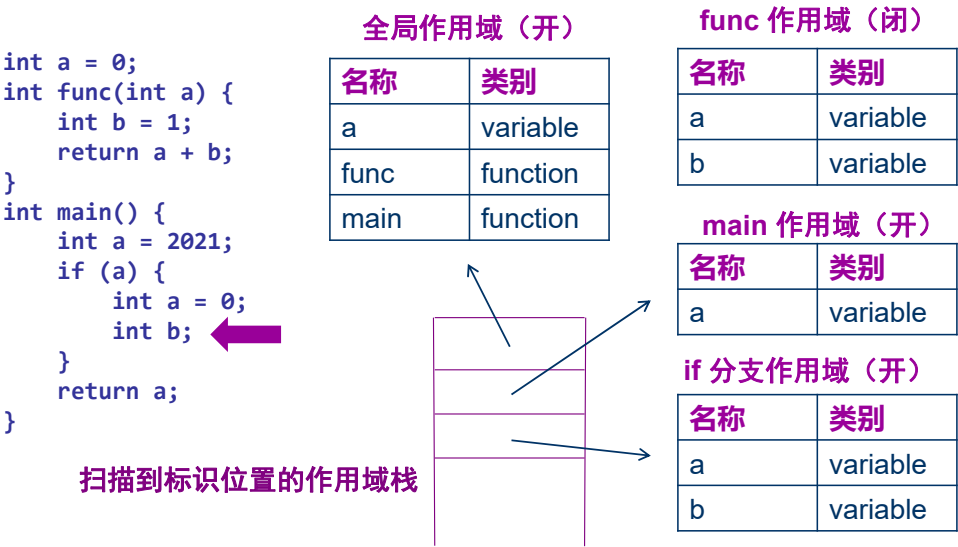 int a = 0;
int func(int a) {
    int b = 1;
    return a + b;
}
int main() {
    int a = 2021;
    if (a) {
        int a = 0;
        int b;
    }
    return a;
}
全局作用域（开）
名称 类别
a variable
func function
main function
func 作用域（闭）
名称 类别
a variable
b variable
main 作用域（开）
名称 类别
a variable
if 分支作用域（开）
名称 类别
a variable
b variable
扫描到标识位置的作用域栈